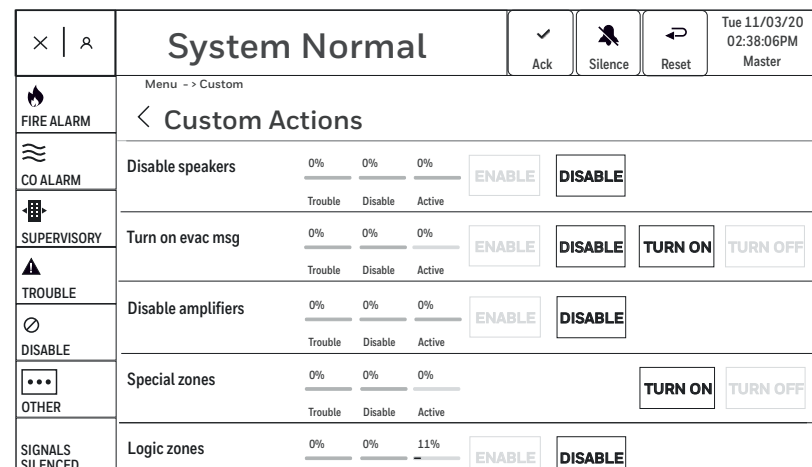 System Normal
Ack
Silence
Reset
Tue 11/03/20
02:38:06PM
Master
Menu -> Custom
Custom Actions
FIRE ALARM
CO ALARM
SUPERVISORY
TROUBLE
DISABLE
OTHER
SIGNALS
SILENCED
Disable speakers
0% 0% 0%
Trouble Disable Active
ENABLE DISABLE
Turn on evac msg
0% 0% 0%
Trouble Disable Active
ENABLE DISABLE TURN ON TURN OFF
Disable amplifiers
0% 0% 0%
Trouble Disable Active
ENABLE DISABLE
Special zones
0% 0% 0%
Trouble Disable Active
TURN ON TURN OFF
Logic zones
0% 0% 11%
ENABLE DISABLE